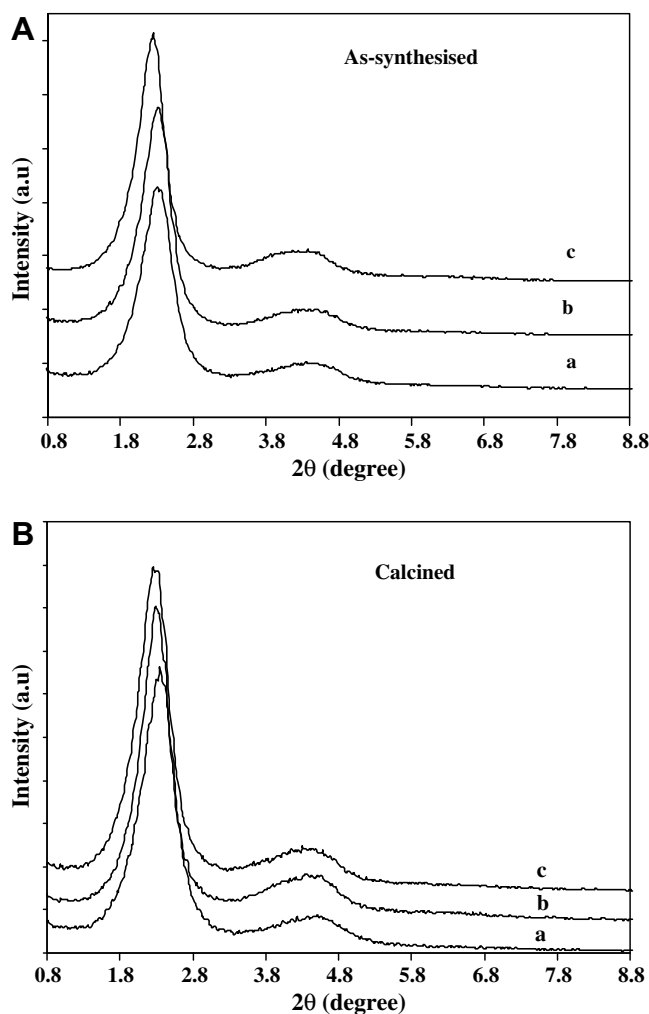 A
As-synthesised
Intensity (a.u)
c
b
a
0.8 1.8 2.8 3.8 4.8 5.8 6.8 7.8 8.8
2θ (degree)
B
Calcined
Intensity (a.u)
c
b
a
0.8 1.8 2.8 3.8 4.8 5.8 6.8 7.8 8.8
2θ (degree)